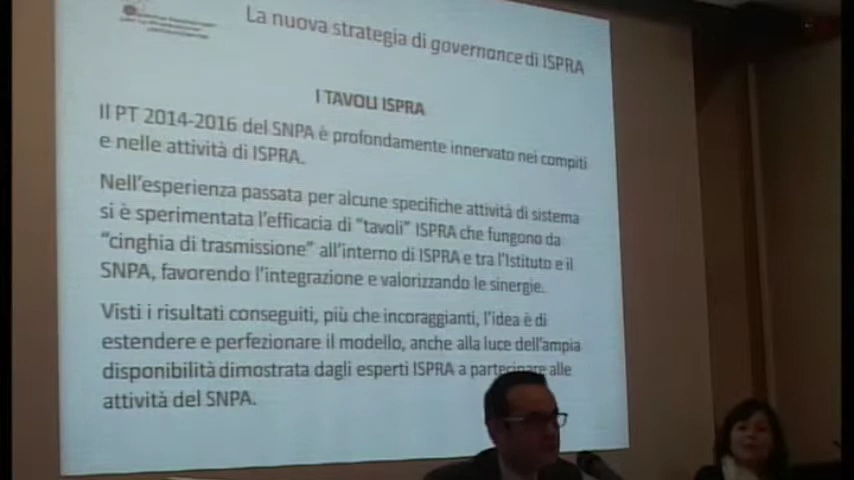 La nuova strategia di governance di ISPRA
I TAVOLI ISPRA
Il PT 2014-2016 del SNPA è profondamente innervato nei compiti
e nelle attività di ISPRA.
Nell'esperienza passata per alcune specifiche attività di sistema
si è sperimentata l'efficacia di "tavoli" ISPRA che fungono da
"cinghia di trasmissione" all'interno di ISPRA e tra l'Istituto e il
SNPA, favorendo l'integrazione e valorizzando le sinergie.
Visti i risultati conseguiti, più che incoraggianti, l'idea è di
estendere e perfezionare il modello, anche alla luce dell'ampia
disponibilità dimostrata dagli esperti ISPRA a partecipare alle
attività del SNPA.